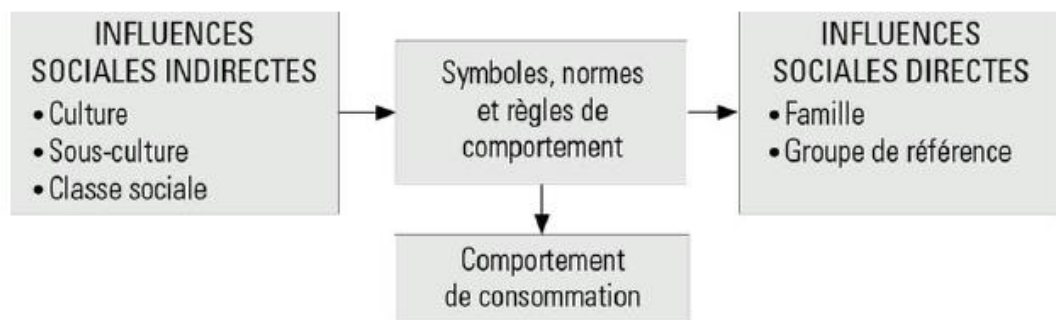 INFLUENCES
SOCIALES INDIRECTES
• Culture
• Sous-culture
• Classe sociale
Symboles, normes
et règles de
comportement
INFLUENCES
SOCIALES DIRECTES
• Famille
• Groupe de référence
Comportement
de consommation